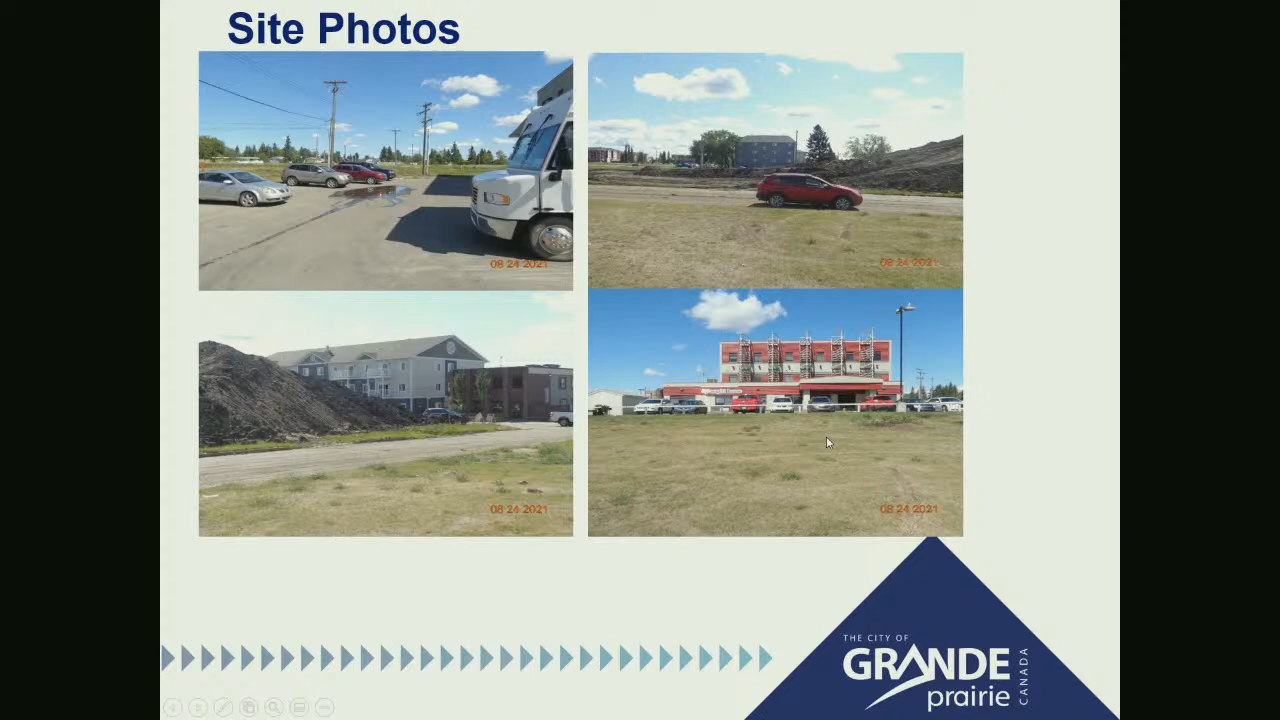 Site Photos
08 24 2021
08 24 2021
08 24 2021
08 24 2021
THE CITY OF
GRANDE
prairie
CANADA